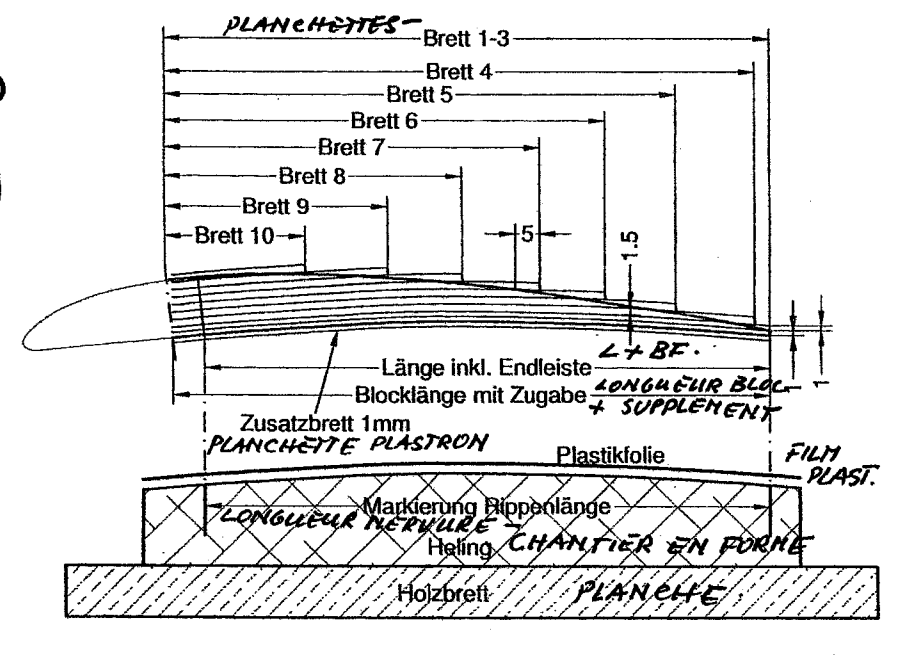 PLANCHETTES-
Brett 1-3
Brett 4
Brett 5
Brett 6
Brett 7
Brett 8
Brett 9
Brett 10
5
1.5
L + BF.
Länge inkl. Endleiste
1
1
Blocklänge mit Zugabe LONGUEUR BLOC
+ SUPPLEMENT
Zusatzbrett 1mm
PLANCHETTE PLASTRON
Plastikfolie
FILM
PLAST.
Markierung Rippenlänge
LONGUEUR NERVURE -
Heling CHANTIER EN FORME
Holzbrett PLANCHE